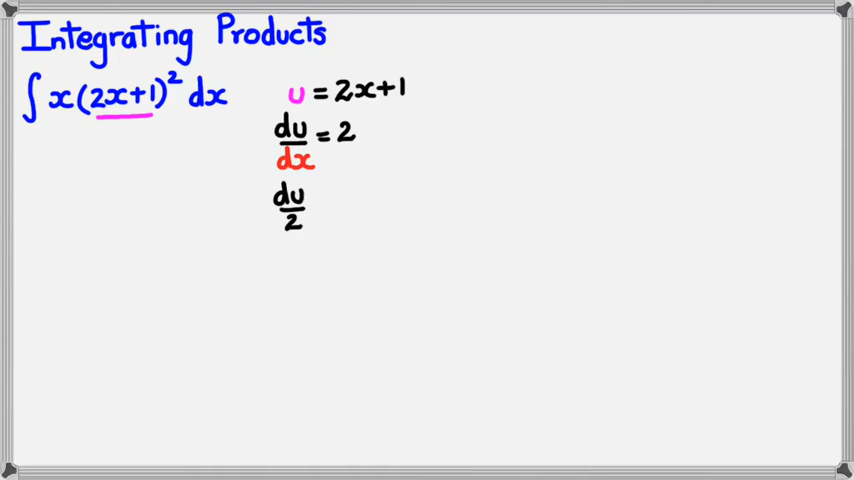 Integrating Products
∫x(2x+1)² dx
u = 2x+1
du/dx = 2
du/2